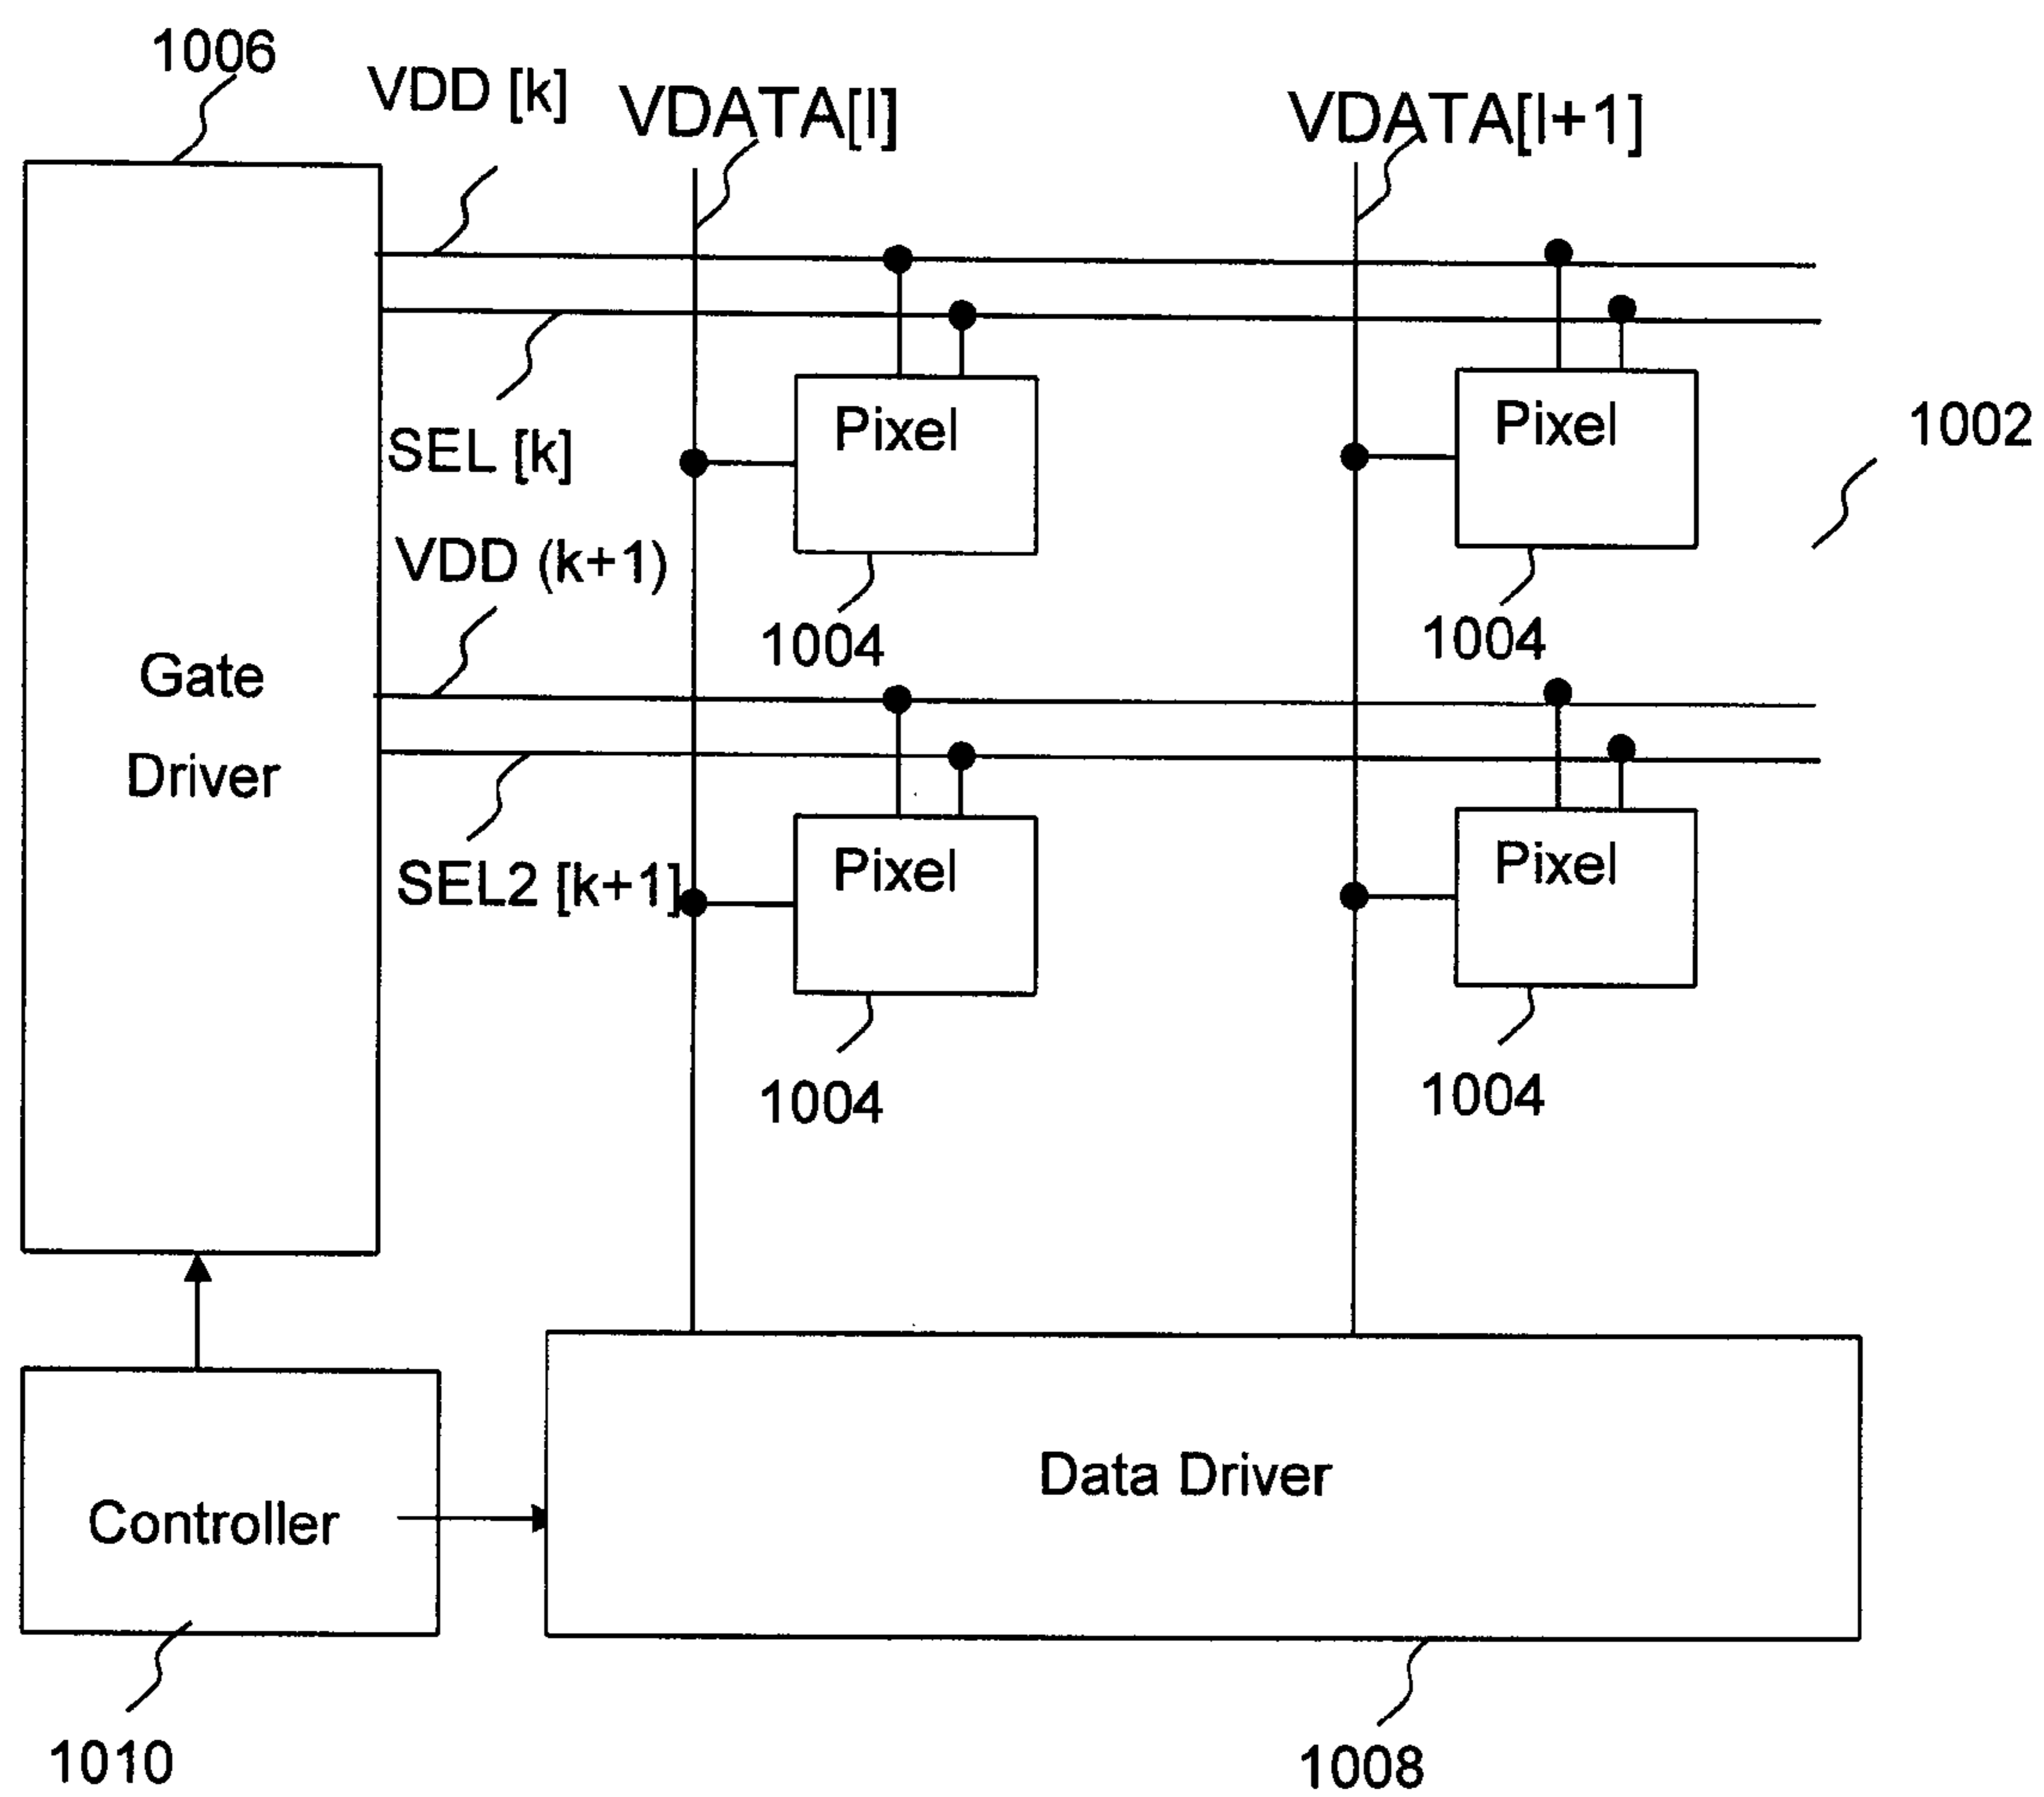 1006
VDD [k]
VDATA[l]
VDATA[l+1]
SEL [k]
Pixel
Pixel
1002
VDD (k+1)
1004
1004
Gate
Driver
SEL2 [k+1]
Pixel
Pixel
1004
1004
Controller
Data Driver
1010
1008